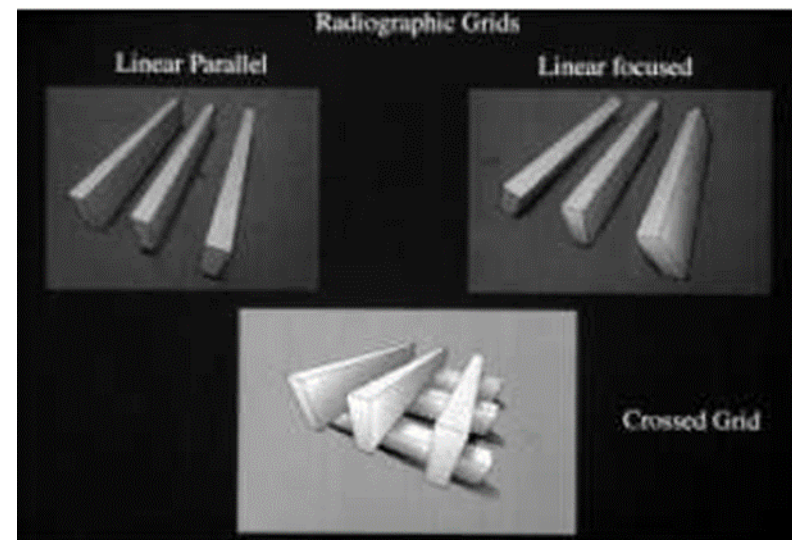 Radiographic Grids
Linear Parallel
Linear focused
Crossed Grid